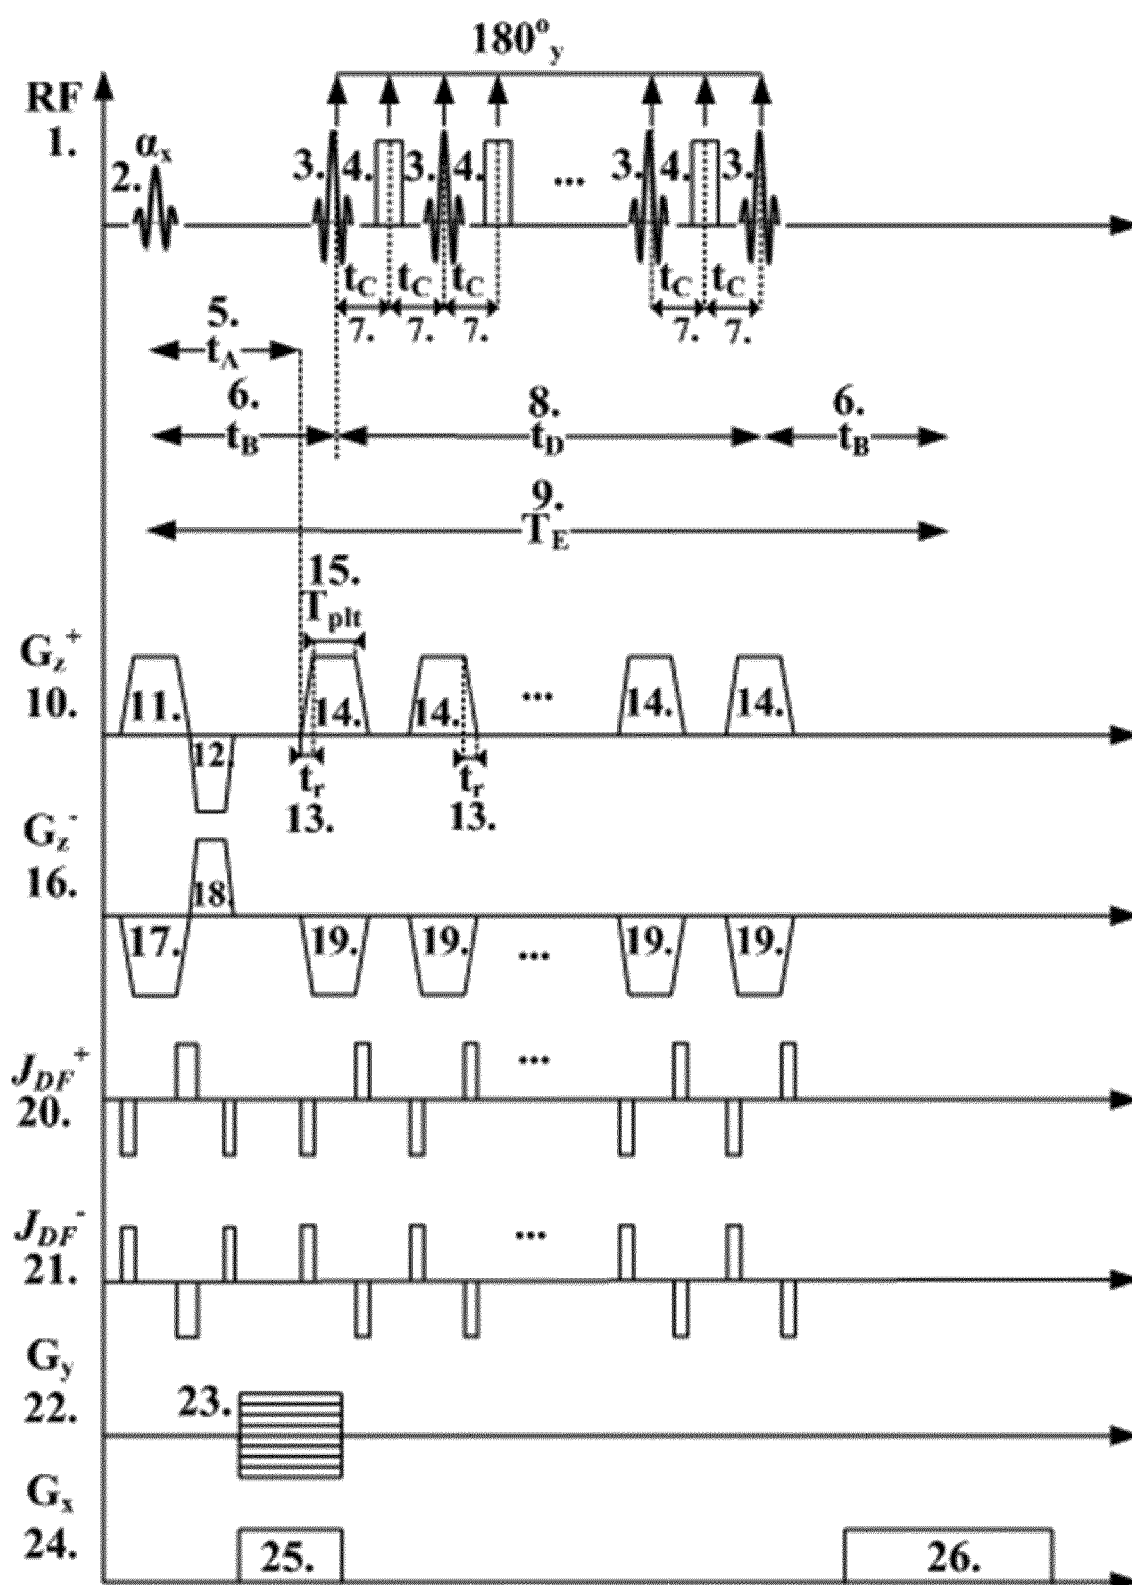 180°y
RF
1.
αx
2.
3. 4. 3. 4. ... 3. 4. 3.
tC tC tC tC tC
7. 7. 7. 7. 7.
5.
tA
6. 8. 6.
tB tD tB
9.
TE
15.
Tplt
Gz+
10.
11. 14. 14. ... 14. 14.
12.
tr tr
13. 13.
Gz-
16.
18.
17. 19. 19. ... 19. 19.
JDF+
20.
...
JDF-
21.
...
Gy
22.
23.
Gx
24.
25. 26.